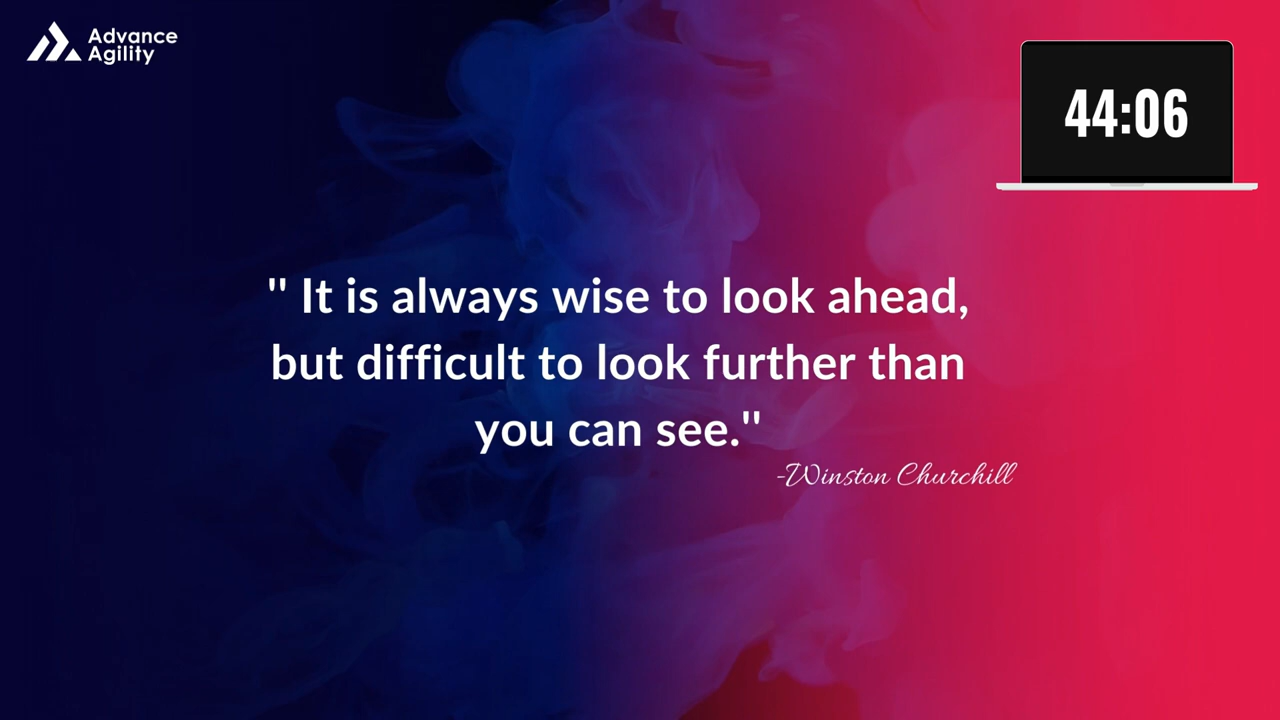 Advance
Agility
44:06
" It is always wise to look ahead,
but difficult to look further than
you can see."
-Winston Churchill